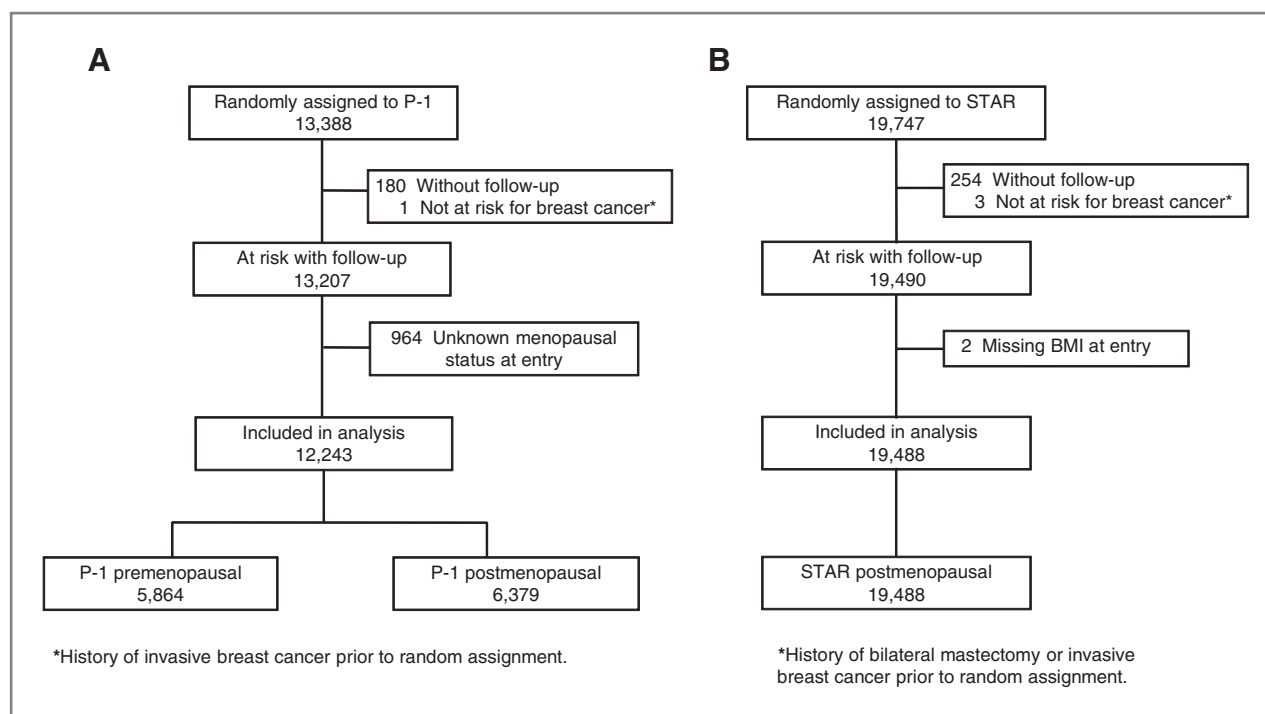 A
Randomly assigned to P-1
13,388
180 Without follow-up
1 Not at risk for breast cancer*
At risk with follow-up
13,207
964 Unknown menopausal
status at entry
Included in analysis
12,243
P-1 premenopausal
5,864
P-1 postmenopausal
6,379
*History of invasive breast cancer prior to random assignment.
B
Randomly assigned to STAR
19,747
254 Without follow-up
3 Not at risk for breast cancer*
At risk with follow-up
19,490
2 Missing BMI at entry
Included in analysis
19,488
STAR postmenopausal
19,488
*History of bilateral mastectomy or invasive
breast cancer prior to random assignment.